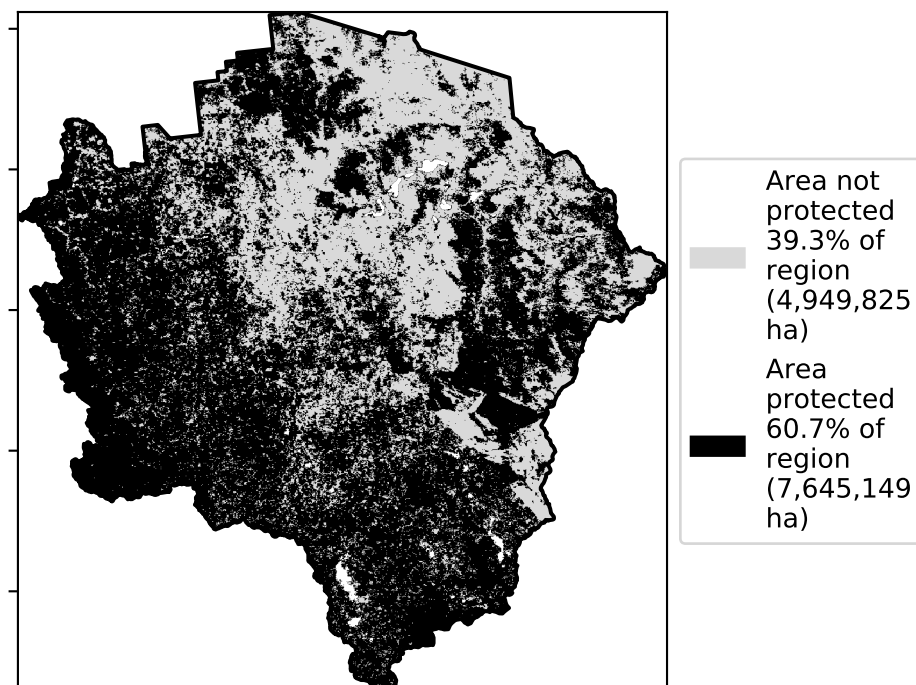 Area not
protected
39.3% of
region
(4,949,825
ha)
Area
protected
60.7% of
region
(7,645,149
ha)